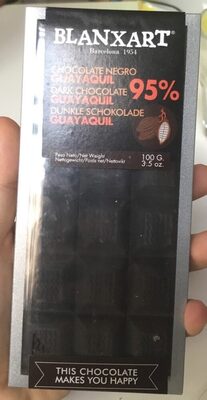 BLANXART®
Barcelona 1954
CHOCOLATE NEGRO
GUAYAQUIL
DARK CHOCOLATE 95%
GUAYAQUIL
DUNKLE SCHOKOLADE
GUAYAQUIL
Peso Neto/Net Weight 100 G.
3.5 oz.
THIS CHOCOLATE
MAKES YOU HAPPY